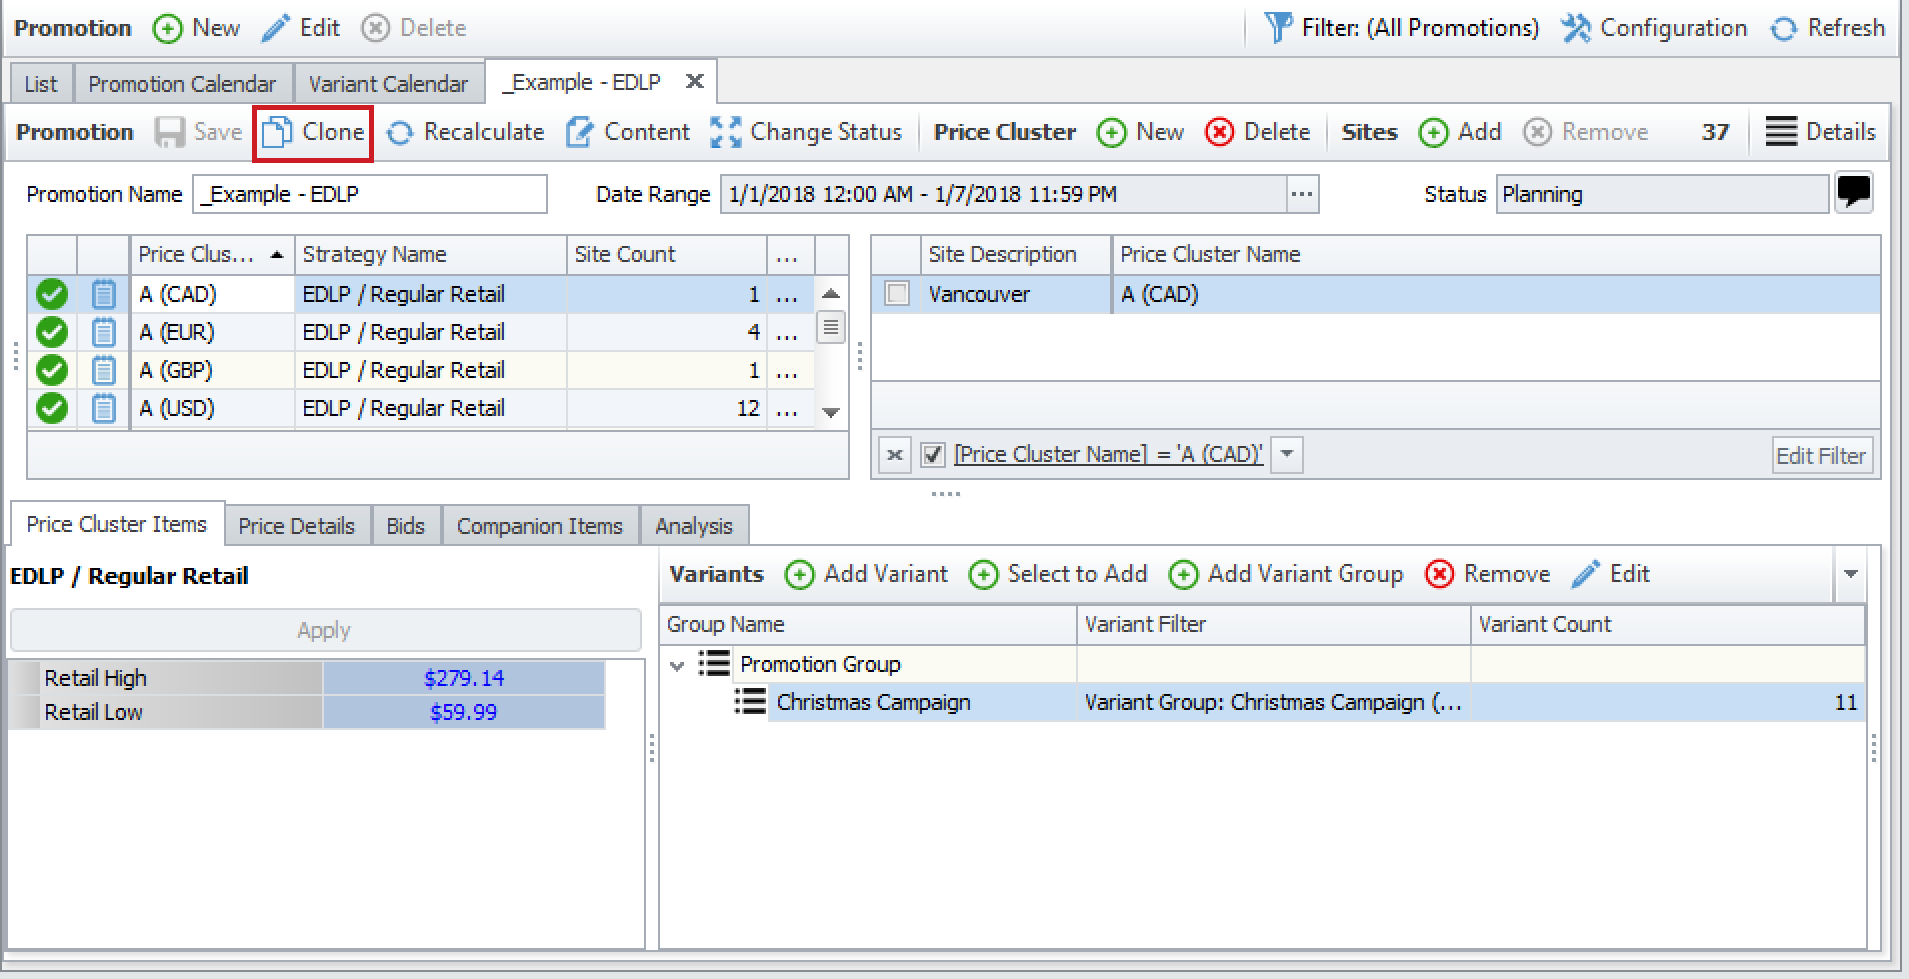 Promotion New Edit Delete Filter: (All Promotions) Configuration Refresh
List Promotion Calendar Variant Calendar _Example - EDLP
Promotion Save Clone Recalculate Content Change Status Price Cluster New Delete Sites Add Remove 37 Details
Promotion Name _Example - EDLP Date Range 1/1/2018 12:00 AM - 1/7/2018 11:59 PM ... Status Planning
Price Clus... Strategy Name Site Count ...
A (CAD) EDLP / Regular Retail 1 ...
A (EUR) EDLP / Regular Retail 4 ...
A (GBP) EDLP / Regular Retail 1 ...
A (USD) EDLP / Regular Retail 12 ...
Site Description Price Cluster Name
Vancouver A (CAD)
[Price Cluster Name] = 'A (CAD)' Edit Filter
Price Cluster Items Price Details Bids Companion Items Analysis
EDLP / Regular Retail
Apply
Retail High $279.14
Retail Low $59.99
Variants Add Variant Select to Add Add Variant Group Remove Edit
Group Name Variant Filter Variant Count
Promotion Group
Christmas Campaign Variant Group: Christmas Campaign (... 11